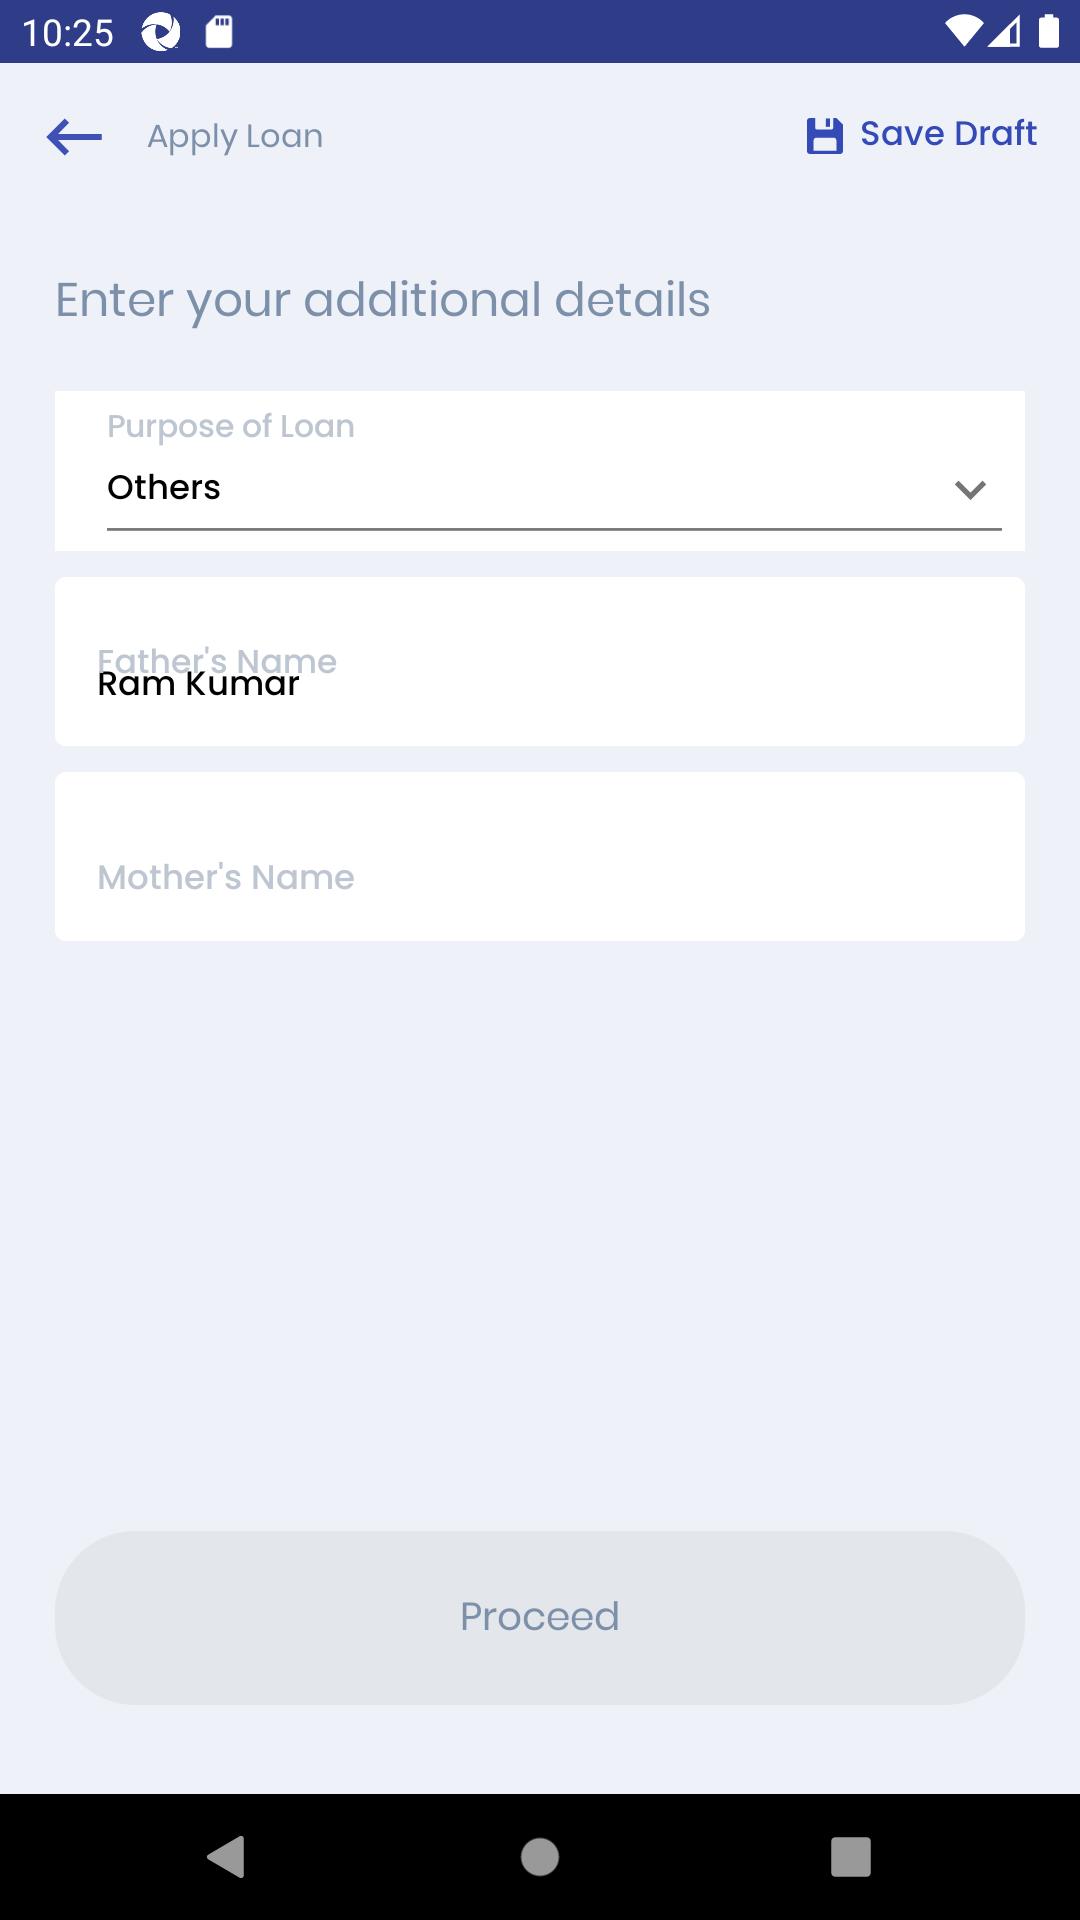 10:25
Apply Loan
Save Draft
Enter your additional details
Purpose of Loan
Others
Father's Name
Ram Kumar
Mother's Name
Proceed